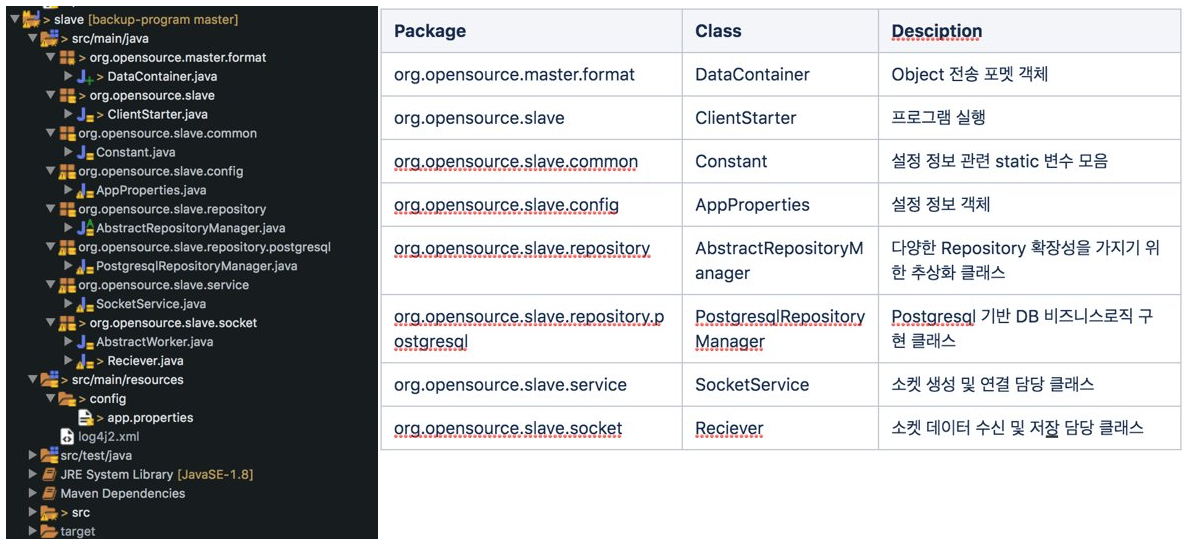 > slave [backup-program master]
> src/main/java
> org.opensource.master.format
> DataContainer.java
> org.opensource.slave
> ClientStarter.java
org.opensource.slave.common
Constant.java
org.opensource.slave.config
AppProperties.java
org.opensource.slave.repository
AbstractRepositoryManager.java
org.opensource.slave.repository.postgresql
PostgresqlRepositoryManager.java
org.opensource.slave.service
SocketService.java
> org.opensource.slave.socket
AbstractWorker.java
> Reciever.java
> src/main/resources
> config
> app.properties
log4j2.xml
src/test/java
JRE System Library [JavaSE-1.8]
Maven Dependencies
> src
target
Package Class Desciption
org.opensource.master.format DataContainer Object 전송 포멧 객체
org.opensource.slave ClientStarter 프로그램 실행
org.opensource.slave.common Constant 설정 정보 관련 static 변수 모음
org.opensource.slave.config AppProperties 설정 정보 객체
org.opensource.slave.repository AbstractRepositoryM 다양한 Repository 확장성을 가지기 위
anager 한 추상화 클래스
org.opensource.slave.repository.p PostgresqlRepository Postgresql 기반 DB 비즈니스로직 구
ostgresql Manager 현 클래스
org.opensource.slave.service SocketService 소켓 생성 및 연결 담당 클래스
org.opensource.slave.socket Reciever 소켓 데이터 수신 및 저장 담당 클래스